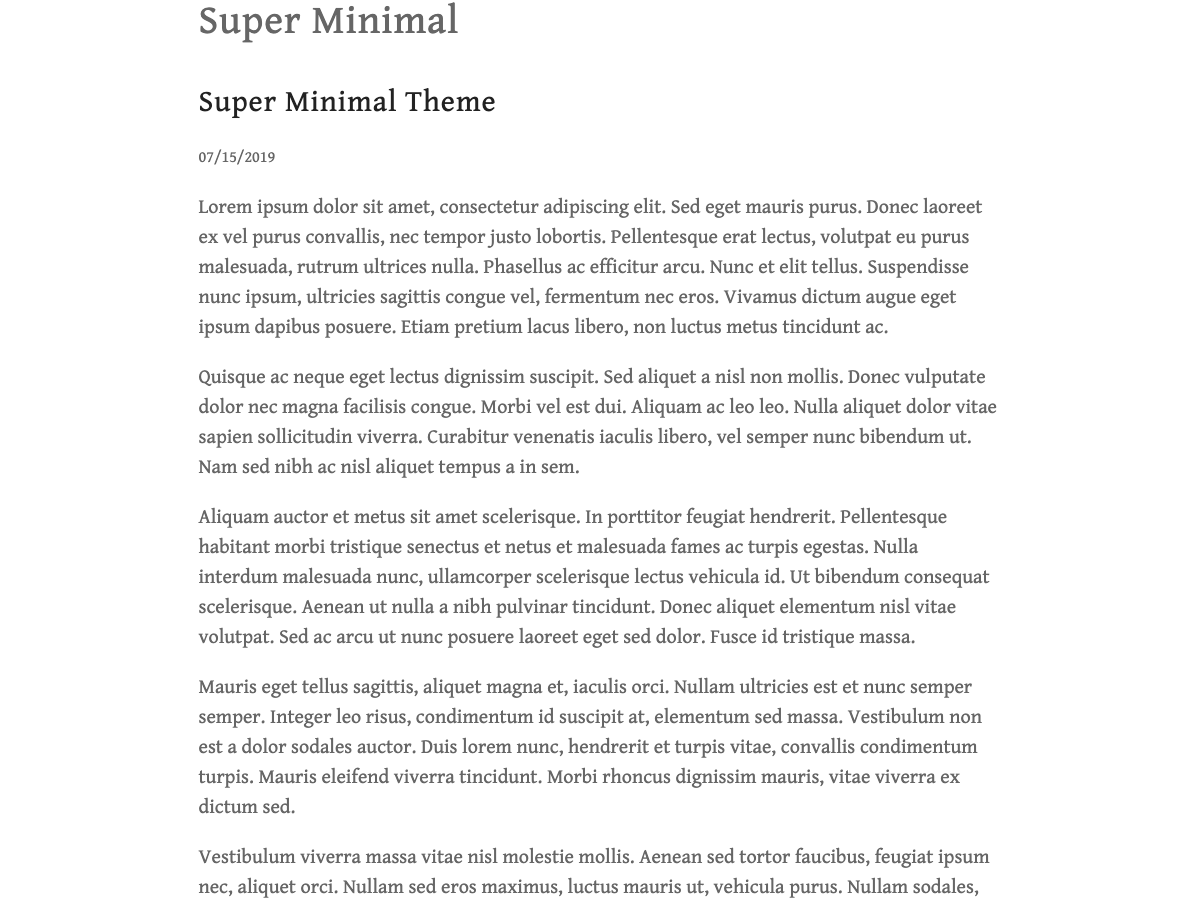 Super Minimal
Super Minimal Theme
07/15/2019
Lorem ipsum dolor sit amet, consectetur adipiscing elit. Sed eget mauris purus. Donec laoreet
ex vel purus convallis, nec tempor justo lobortis. Pellentesque erat lectus, volutpat eu purus
malesuada, rutrum ultrices nulla. Phasellus ac efficitur arcu. Nunc et elit tellus. Suspendisse
nunc ipsum, ultricies sagittis congue vel, fermentum nec eros. Vivamus dictum augue eget
ipsum dapibus posuere. Etiam pretium lacus libero, non luctus metus tincidunt ac.
Quisque ac neque eget lectus dignissim suscipit. Sed aliquet a nisl non mollis. Donec vulputate
dolor nec magna facilisis congue. Morbi vel est dui. Aliquam ac leo leo. Nulla aliquet dolor vitae
sapien sollicitudin viverra. Curabitur venenatis iaculis libero, vel semper nunc bibendum ut.
Nam sed nibh ac nisl aliquet tempus a in sem.
Aliquam auctor et metus sit amet scelerisque. In porttitor feugiat hendrerit. Pellentesque
habitant morbi tristique senectus et netus et malesuada fames ac turpis egestas. Nulla
interdum malesuada nunc, ullamcorper scelerisque lectus vehicula id. Ut bibendum consequat
scelerisque. Aenean ut nulla a nibh pulvinar tincidunt. Donec aliquet elementum nisl vitae
volutpat. Sed ac arcu ut nunc posuere laoreet eget sed dolor. Fusce id tristique massa.
Mauris eget tellus sagittis, aliquet magna et, iaculis orci. Nullam ultricies est et nunc semper
semper. Integer leo risus, condimentum id suscipit at, elementum sed massa. Vestibulum non
est a dolor sodales auctor. Duis lorem nunc, hendrerit et turpis vitae, convallis condimentum
turpis. Mauris eleifend viverra tincidunt. Morbi rhoncus dignissim mauris, vitae viverra ex
dictum sed.
Vestibulum viverra massa vitae nisl molestie mollis. Aenean sed tortor faucibus, feugiat ipsum
nec, aliquet orci. Nullam sed eros maximus, luctus mauris ut, vehicula purus. Nullam sodales,